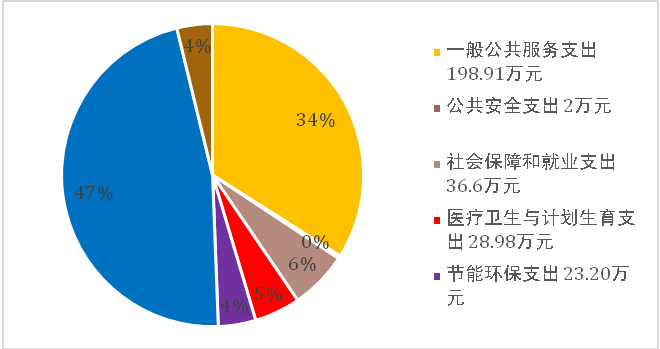 4%
34%
47%
0%
6%
5%
4%
一般公共服务支出
198.91万元
公共安全支出 2万元
社会保障和就业支出
36.6万元
医疗卫生与计划生育支
出 28.98万元
节能环保支出 23.20万
元